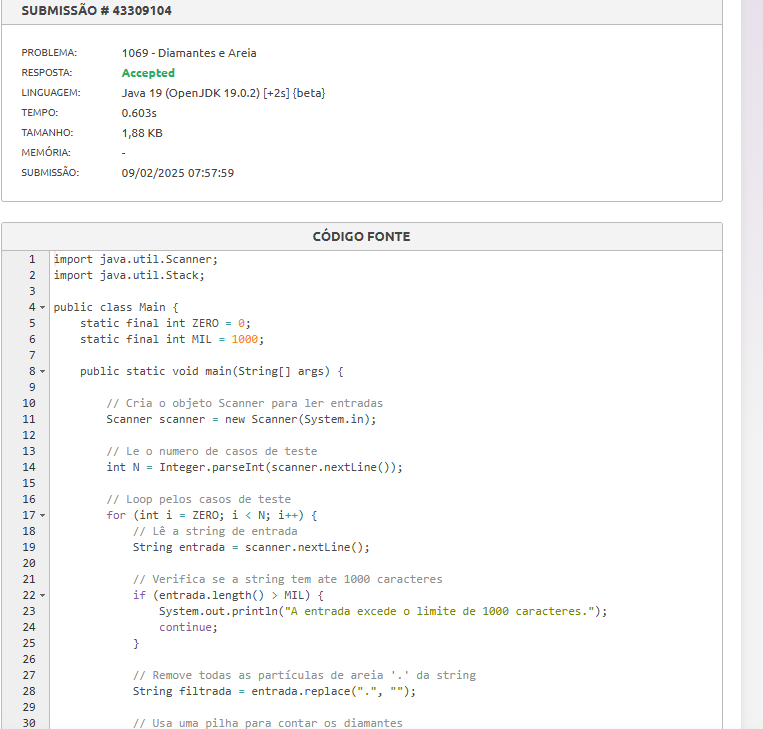 SUBMISSÃO # 43309104
PROBLEMA: 1069 - Diamantes e Areia
RESPOSTA: Accepted
LINGUAGEM: Java 19 (OpenJDK 19.0.2) [+2s] {beta}
TEMPO: 0.603s
TAMANHO: 1,88 KB
MEMÓRIA: -
SUBMISSÃO: 09/02/2025 07:57:59
CÓDIGO FONTE
1 import java.util.Scanner;
2 import java.util.Stack;
3
4 public class Main {
5 static final int ZERO = 0;
6 static final int MIL = 1000;
7
8 public static void main(String[] args) {
9
10 // Cria o objeto Scanner para ler entradas
11 Scanner scanner = new Scanner(System.in);
12
13 // Le o numero de casos de teste
14 int N = Integer.parseInt(scanner.nextLine());
15
16 // Loop pelos casos de teste
17 for (int i = ZERO; i < N; i++) {
18 // Lê a string de entrada
19 String entrada = scanner.nextLine();
20
21 // Verifica se a string tem ate 1000 caracteres
22 if (entrada.length() > MIL) {
23 System.out.println("A entrada excede o limite de 1000 caracteres.");
24 continue;
25 }
26
27 // Remove todas as partículas de areia '.' da string
28 String filtrada = entrada.replace(".", "");
29
30 // Usa uma pilha para contar os diamantes